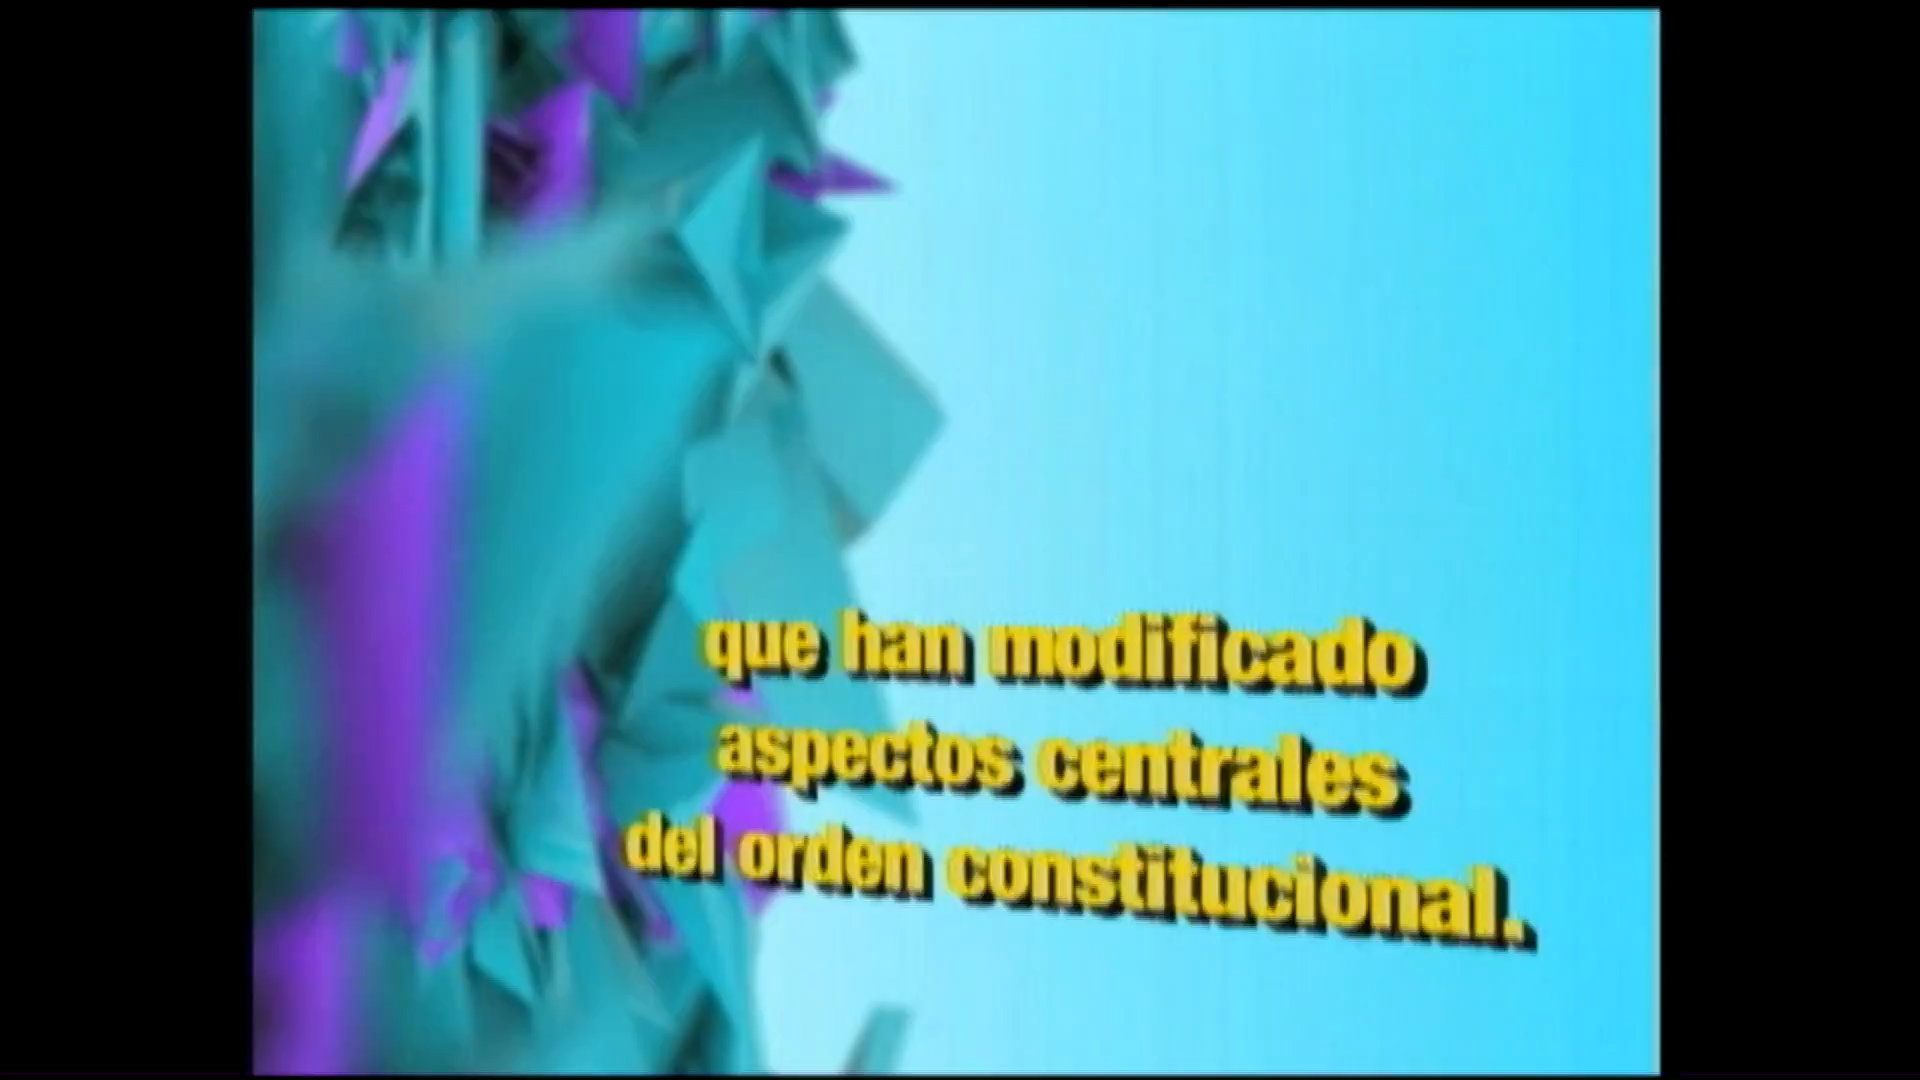 que han modificado
aspectos centrales
del orden constitucional.